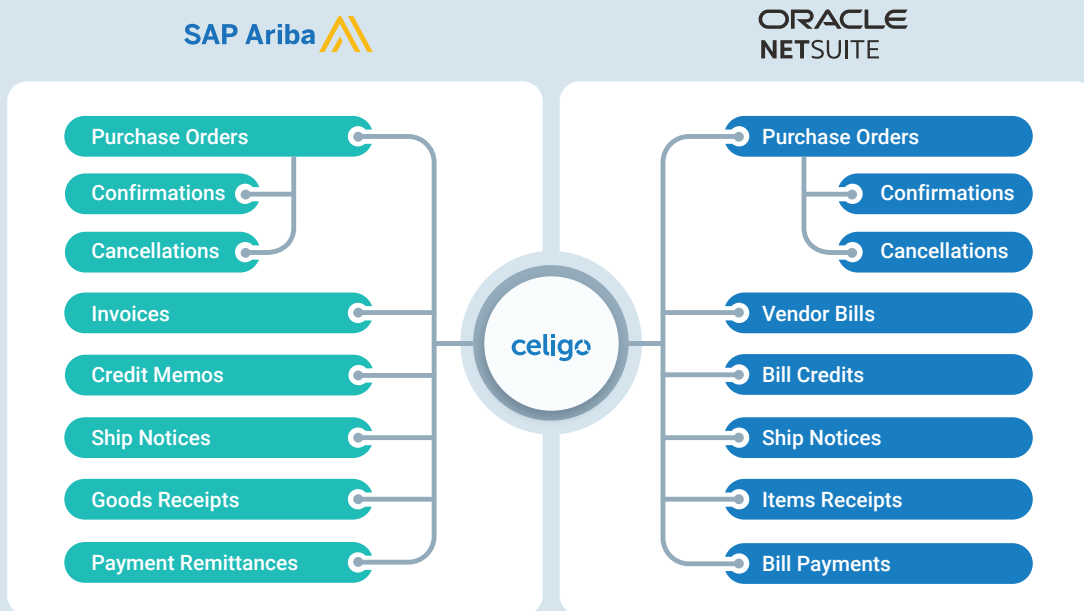 SAP Ariba
ORACLE
NETSUITE
Purchase Orders
Confirmations
Cancellations
Invoices
Credit Memos
Ship Notices
Goods Receipts
Payment Remittances
celigo
Purchase Orders
Confirmations
Cancellations
Vendor Bills
Bill Credits
Ship Notices
Items Receipts
Bill Payments